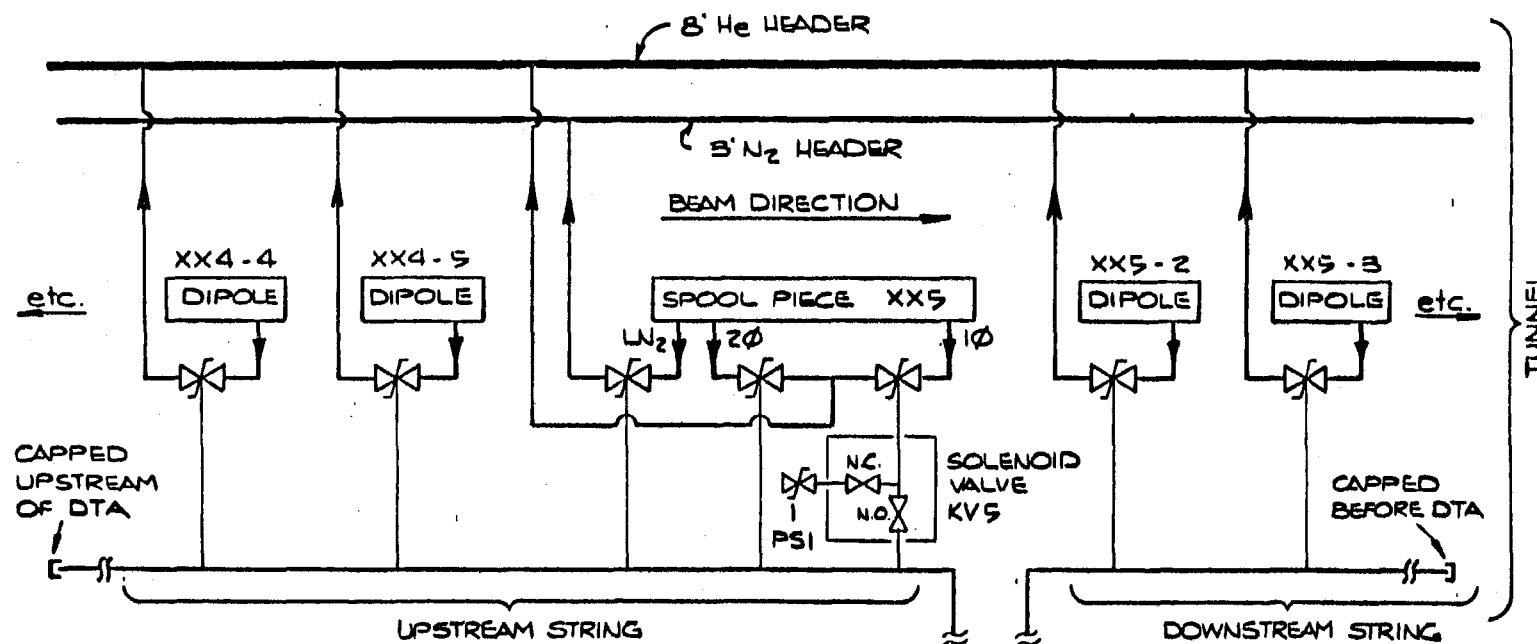 8" He HEADER
3" N₂ HEADER
BEAM DIRECTION
XX4-4
DIPOLE
XX4-5
DIPOLE
SPOOL PIECE XX5
XX5-2
DIPOLE
XX5-3
DIPOLE
etc.
etc.
LN₂
2Ø
1Ø
TUNNEL
CAPPED
UPSTREAM
OF DTA
N.C.
N.O.
1
PSI
SOLENOID
VALVE
KV5
CAPPED
BEFORE DTA
UPSTREAM STRING
DOWNSTREAM STRING